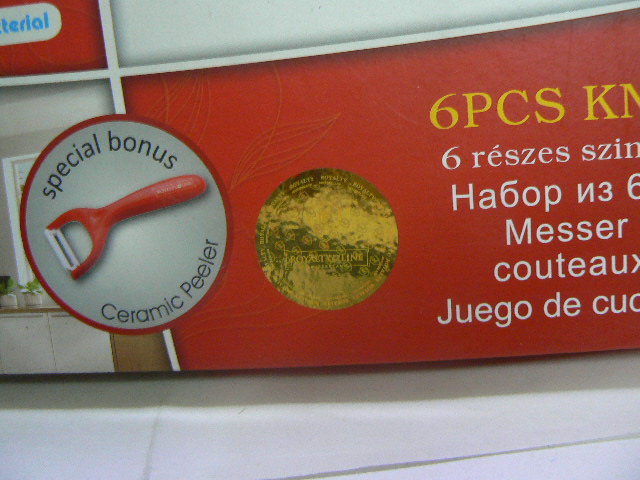 terial
special bonus
Ceramic Peeler
ROYALTY LINE
6PCS KN
6 részes szin
Набор из 6
Messer
couteaux
Juego de cuc